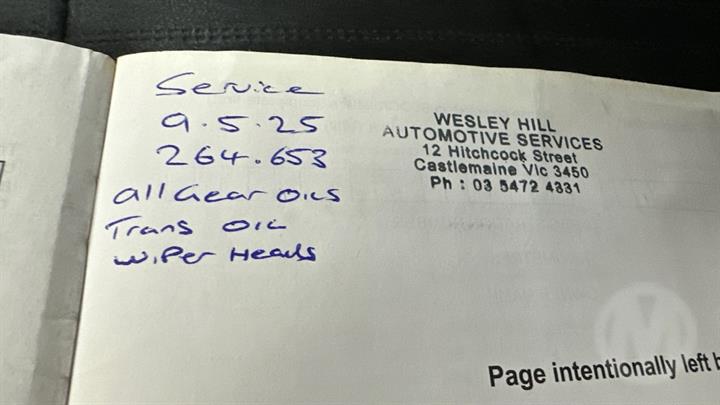 Service
9.5.25
264.653
all Gear OILS
Trans OIL
WiPer Heads
WESLEY HILL
AUTOMOTIVE SERVICES
12 Hitchcock Street
Castlemaine Vic 3450
Ph : 03 5472 4331
Page intentionally left